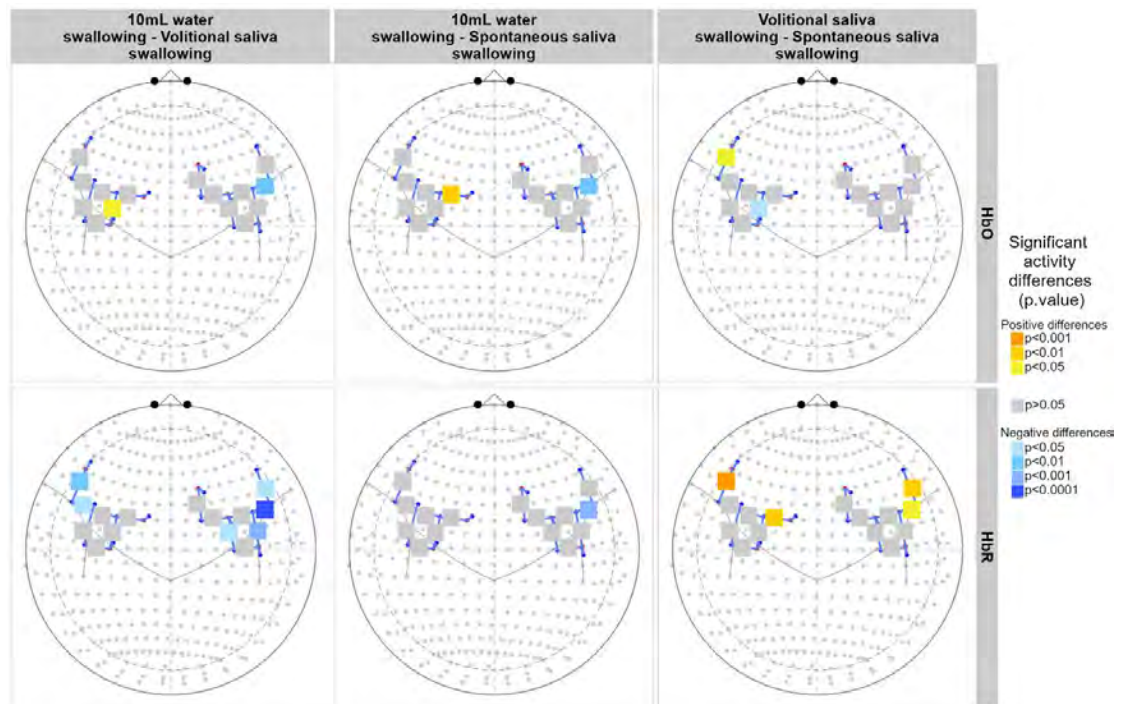 10mL water
swallowing - Volitional saliva
swallowing
10mL water
swallowing - Spontaneous saliva
swallowing
Volitional saliva
swallowing - Spontaneous saliva
swallowing
HbO
HbR
Significant
activity
differences
(p.value)
Positive differences
p<0.001
p<0.01
p<0.05
p>0.05
Negative differences
p<0.05
p<0.01
p<0.001
p<0.0001